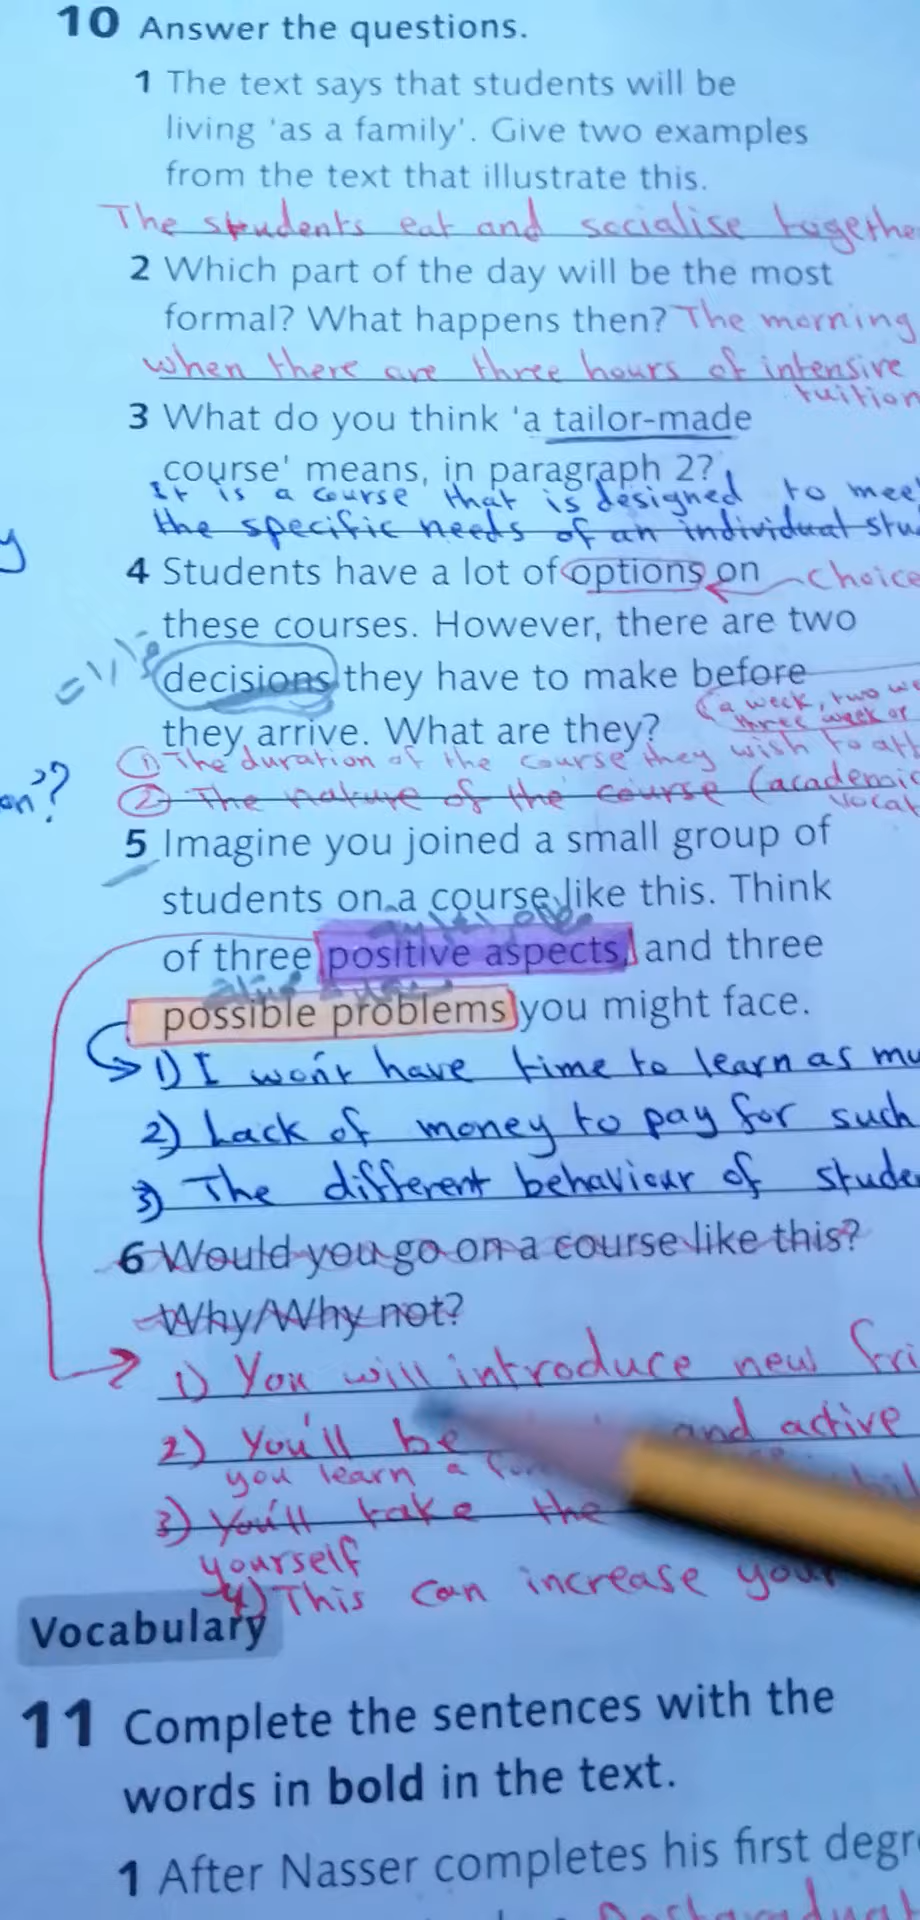 10 Answer the questions.
1 The text says that students will be
living 'as a family'. Give two examples
from the text that illustrate this.
The students eat and socialise togethe
2 Which part of the day will be the most
formal? What happens then? The morning
when there are three hours of intensive
tuition
3 What do you think 'a tailor-made
course' means, in paragraph 2?
It is a course that is designed to mee
the specific needs of an individual stu
4 Students have a lot of options on choice
these courses. However, there are two
decisions they have to make before
(a week, two we
three week or
they arrive. What are they?
① The duration of the course they wish to att
② The nature of the course (academic
vocat
on"?
5 Imagine you joined a small group of
students on a course like this. Think
of three positive aspects, and three
possible problems you might face.
1) I won't have time to learn as mu
2) Lack of money to pay for such
3) The different behaviour of stude
6 Would you go on a course like this?
Why/Why not?
1) You will introduce new fri
2) You'll be and active
you learn a
3) You'll take the
yourself
4) This can increase your
Vocabulary
11 Complete the sentences with the
words in bold in the text.
1 After Nasser completes his first degr